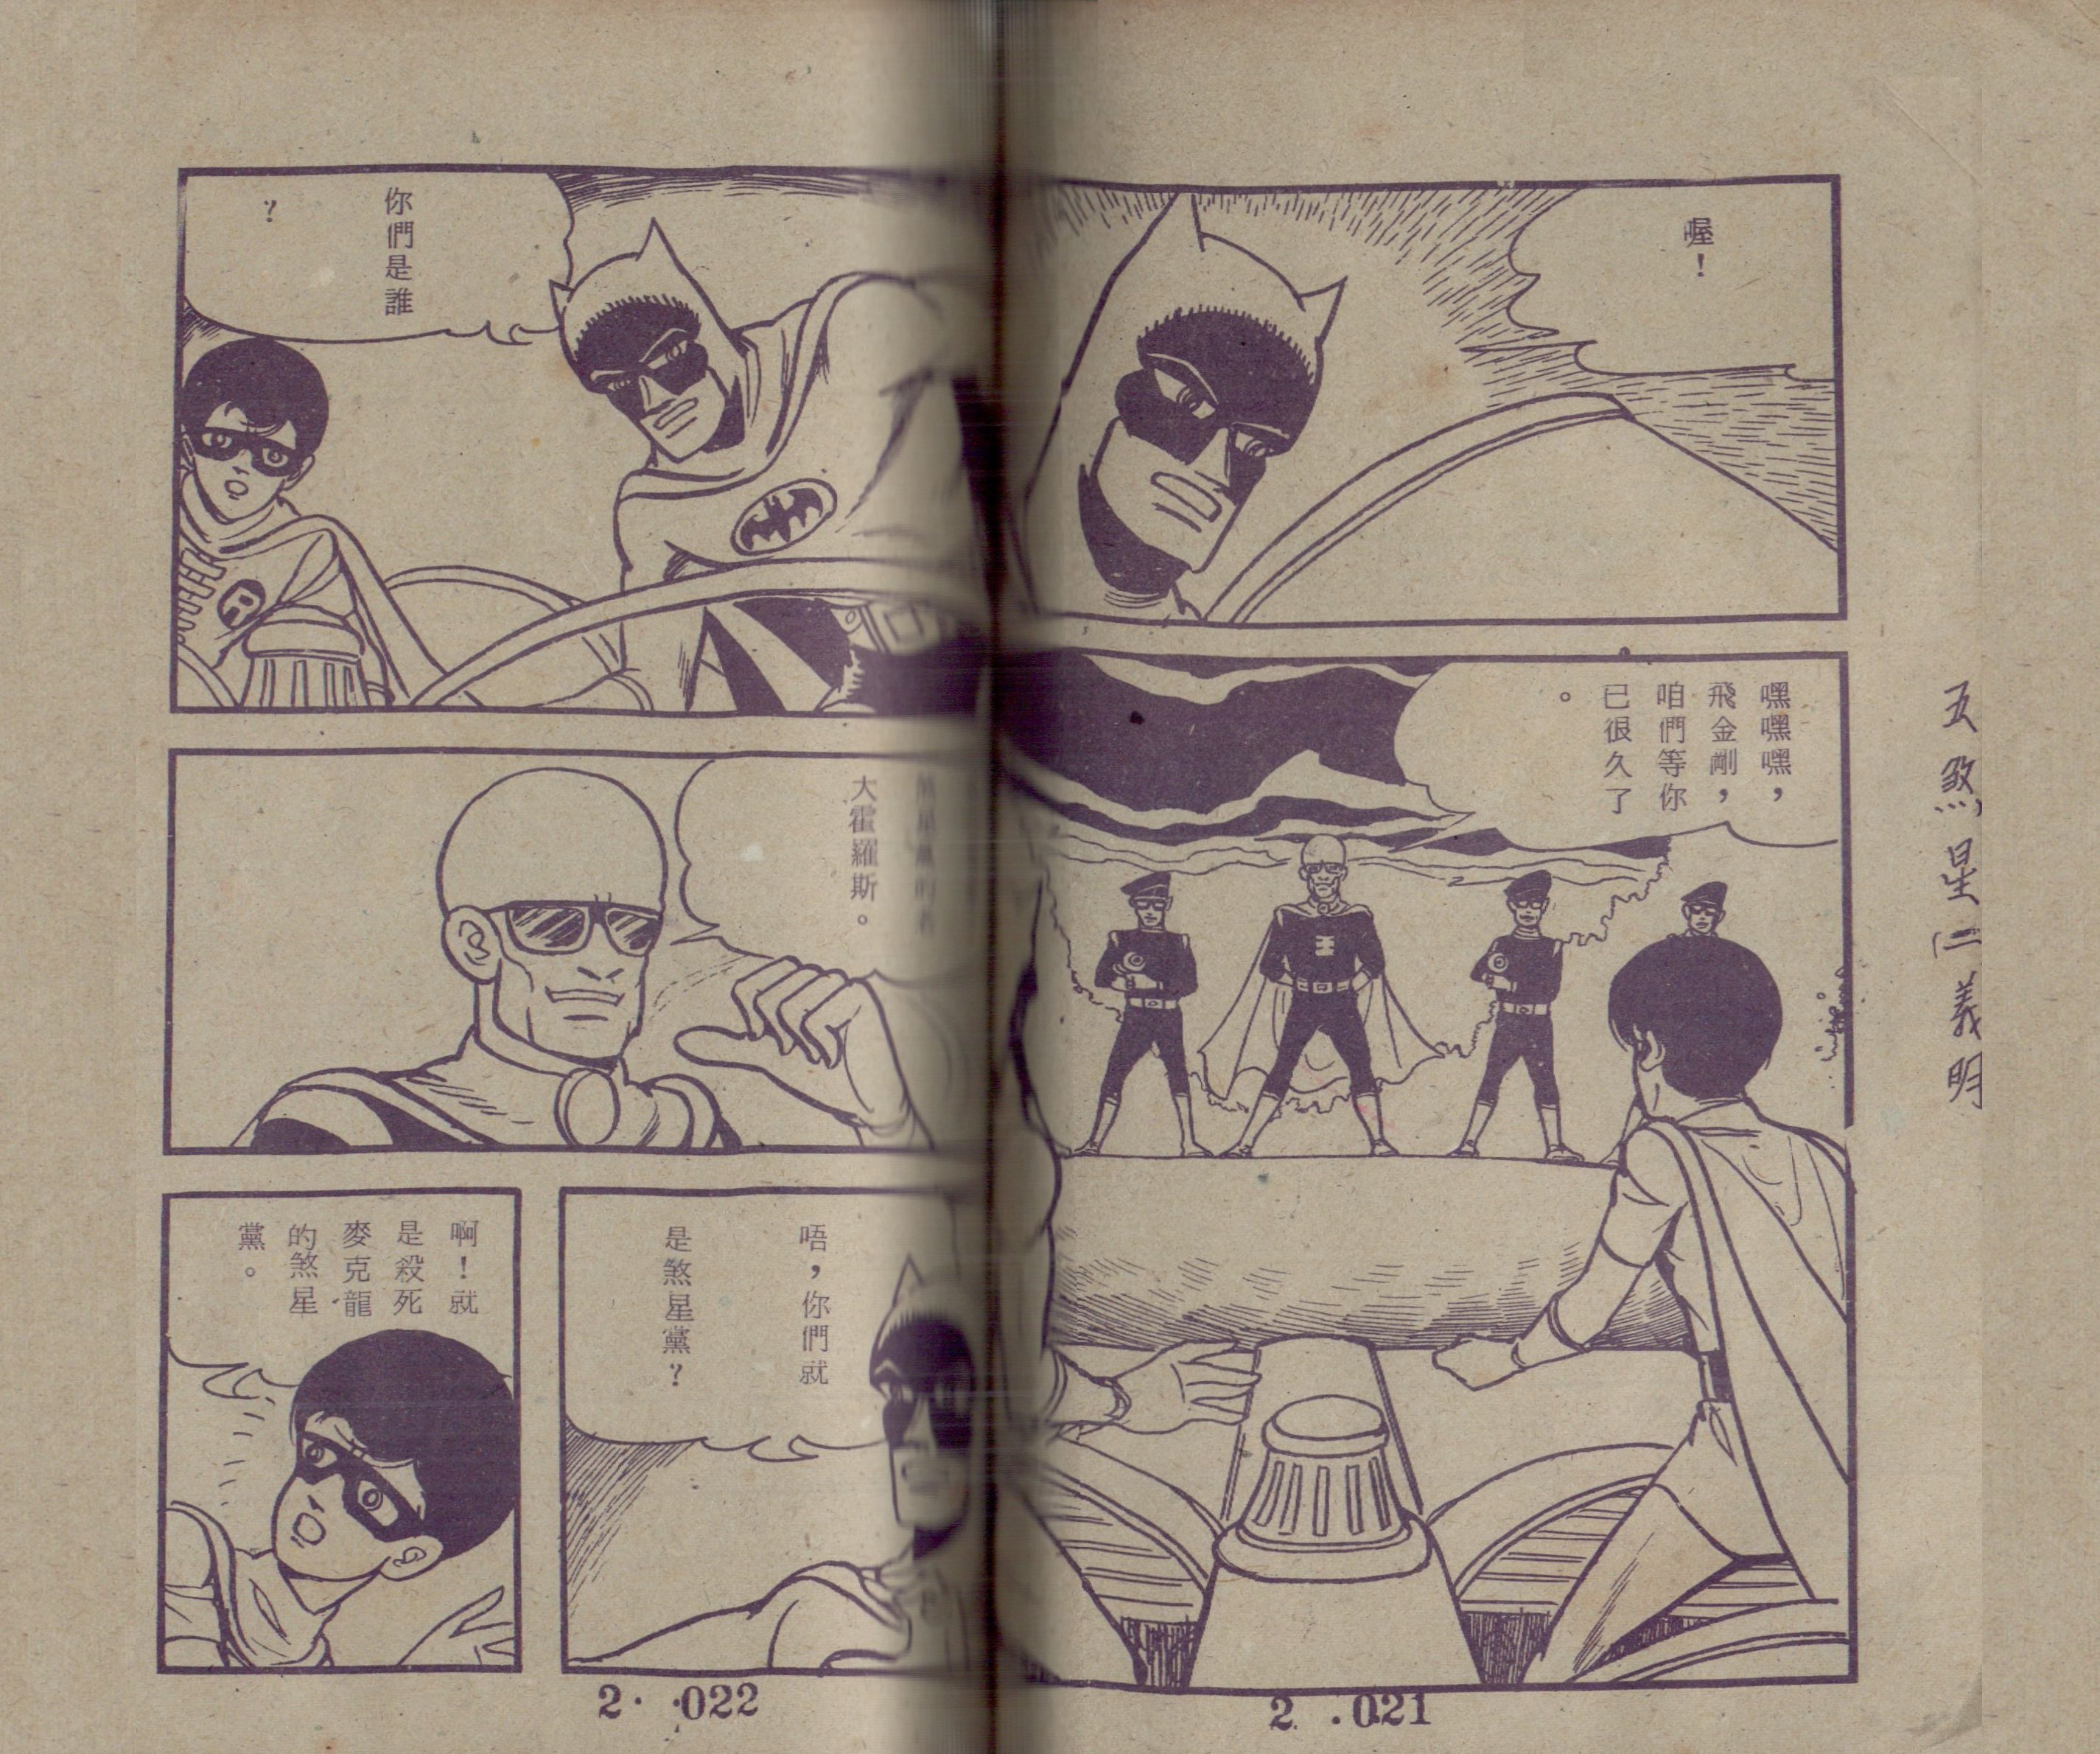 喔！
嘿嘿嘿，
飛金剛，
咱們等你
已很久了
。
五煞星(二)義明
2 .021
你們是誰
？
R
大霍羅斯。
唔，你們就
是煞星黨？
啊！就
是殺死
麥克龍
的煞星
黨。
2. .022